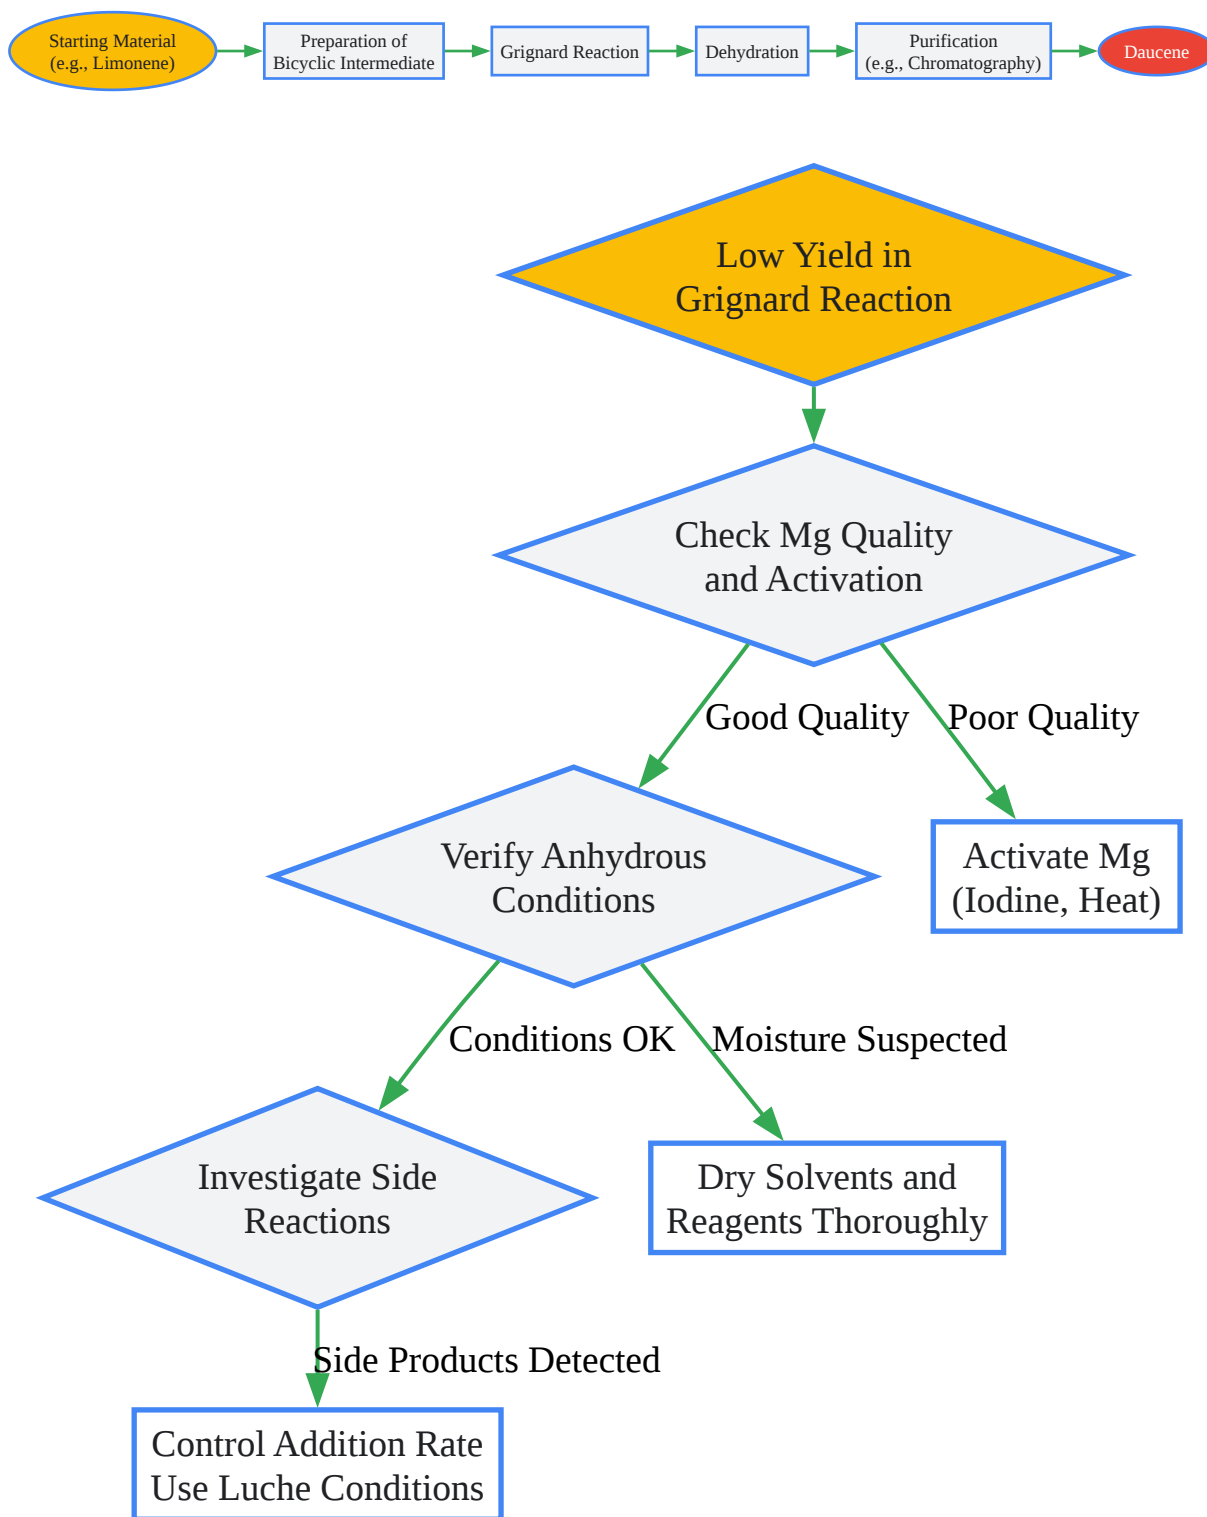 Starting Material
(e.g., Limonene)
Preparation of
Bicyclic Intermediate
Grignard Reaction
Dehydration
Purification
(e.g., Chromatography)
Daucene
Low Yield in
Grignard Reaction
Check Mg Quality
and Activation
Good Quality
Poor Quality
Verify Anhydrous
Conditions
Activate Mg
(Iodine, Heat)
Conditions OK
Moisture Suspected
Investigate Side
Reactions
Dry Solvents and
Reagents Thoroughly
Side Products Detected
Control Addition Rate
Use Luche Conditions